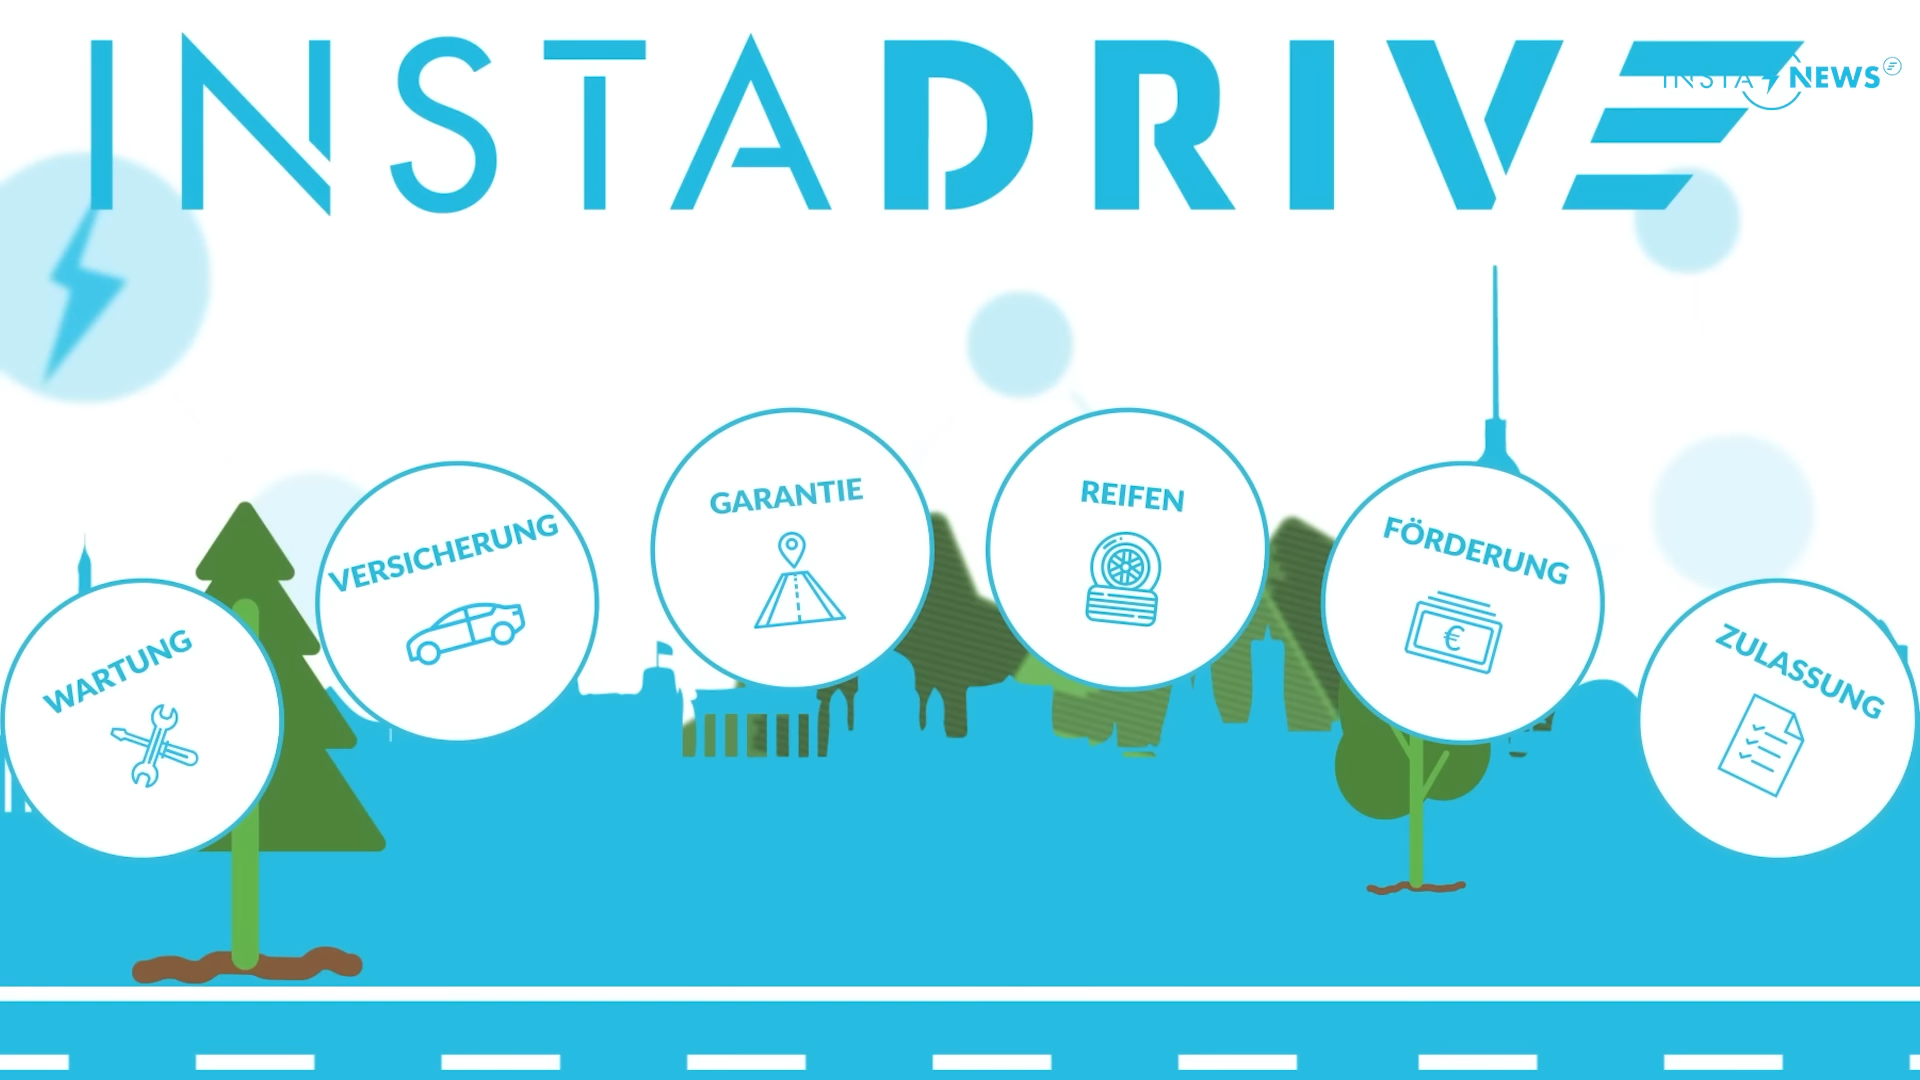 INSTADRIVE
INSTA NEWS
GARANTIE
REIFEN
VERSICHERUNG
FÖRDERUNG
WARTUNG
ZULASSUNG
€